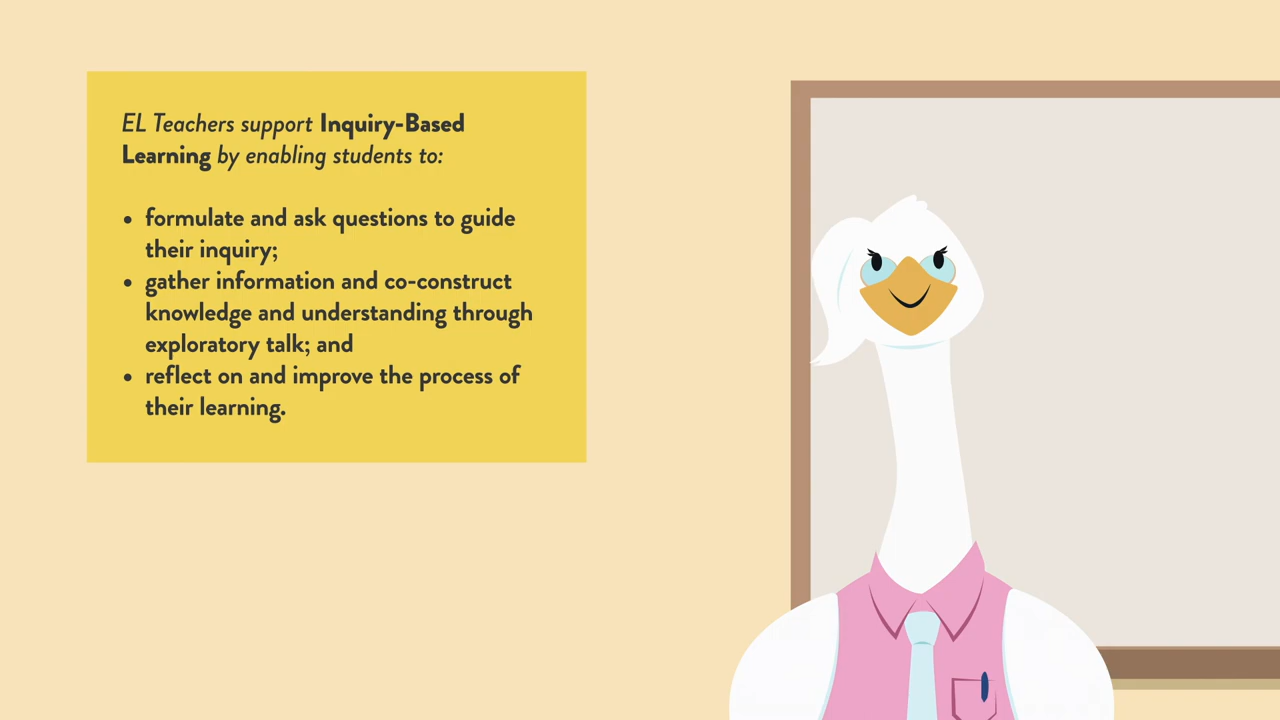 EL Teachers support Inquiry-Based
Learning by enabling students to:
• formulate and ask questions to guide
their inquiry;
• gather information and co-construct
knowledge and understanding through
exploratory talk; and
• reflect on and improve the process of
their learning.